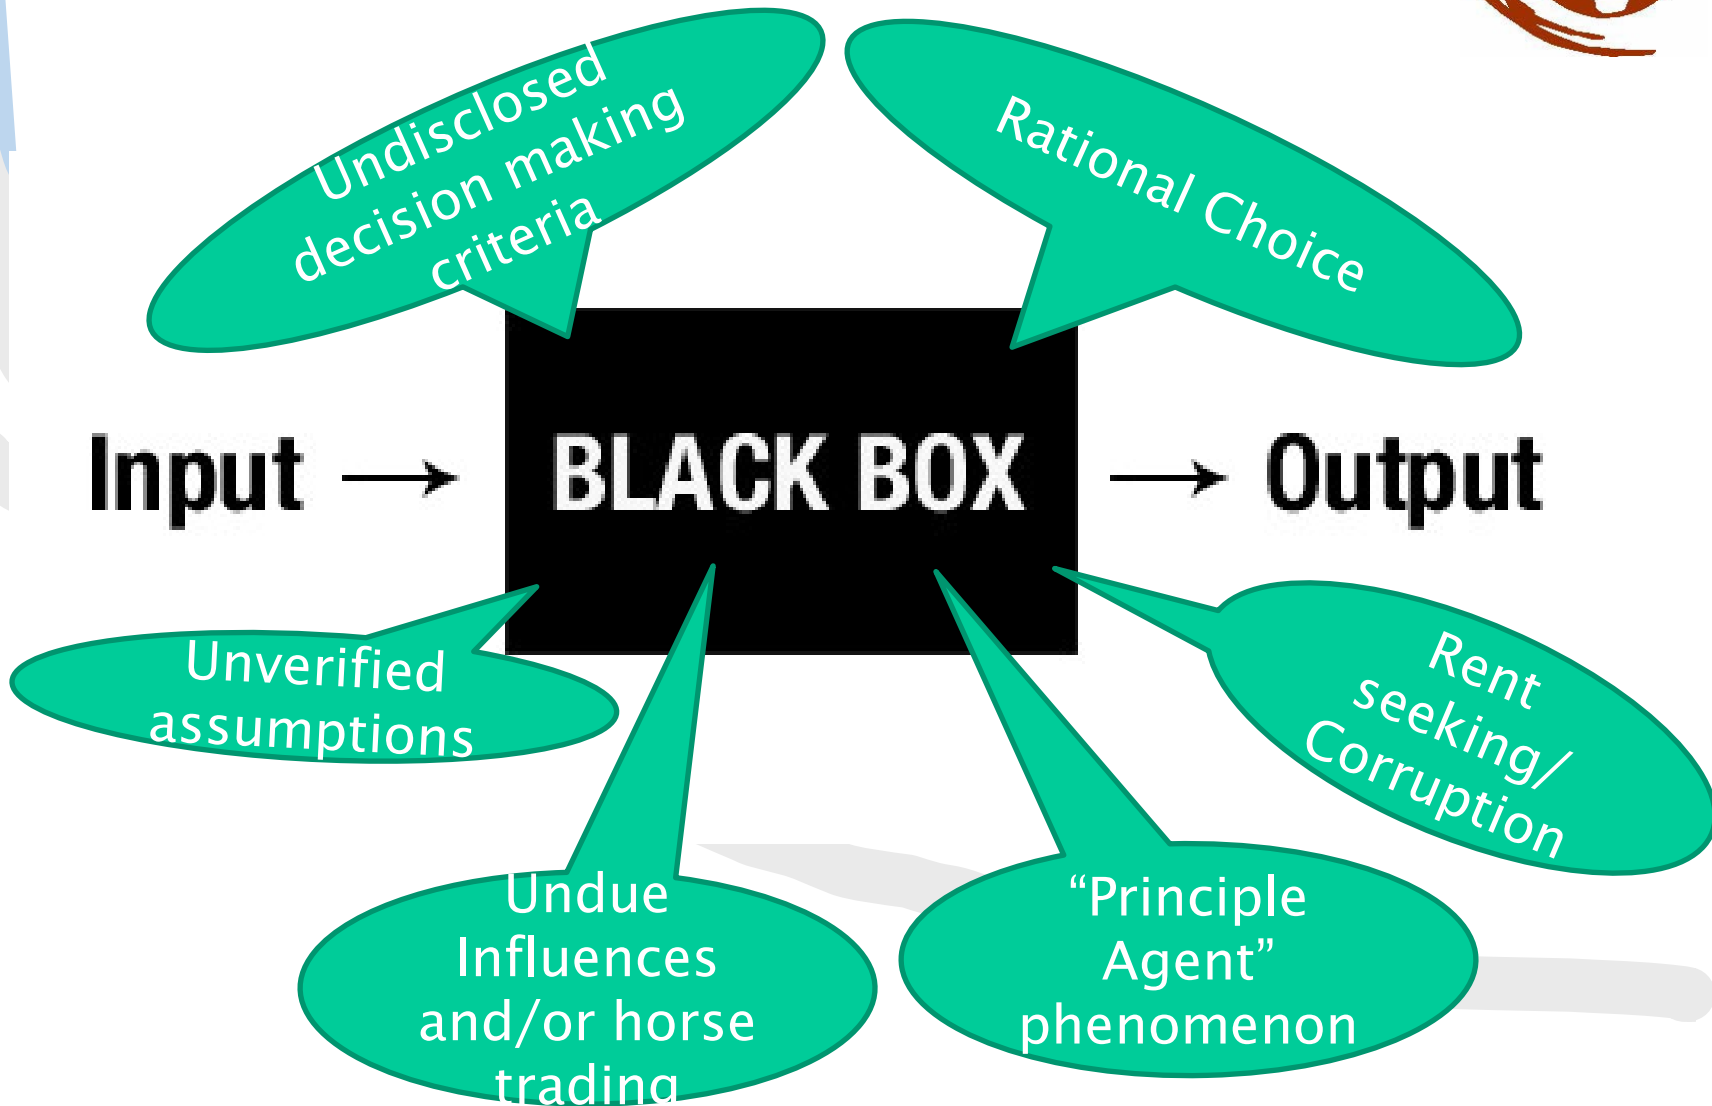 Undisclosed
decision making
criteria
Rational Choice
Input → BLACK BOX → Output
Unverified
assumptions
Rent
seeking/
Corruption
Undue
Influences
and/or horse
trading
“Principle
Agent”
phenomenon